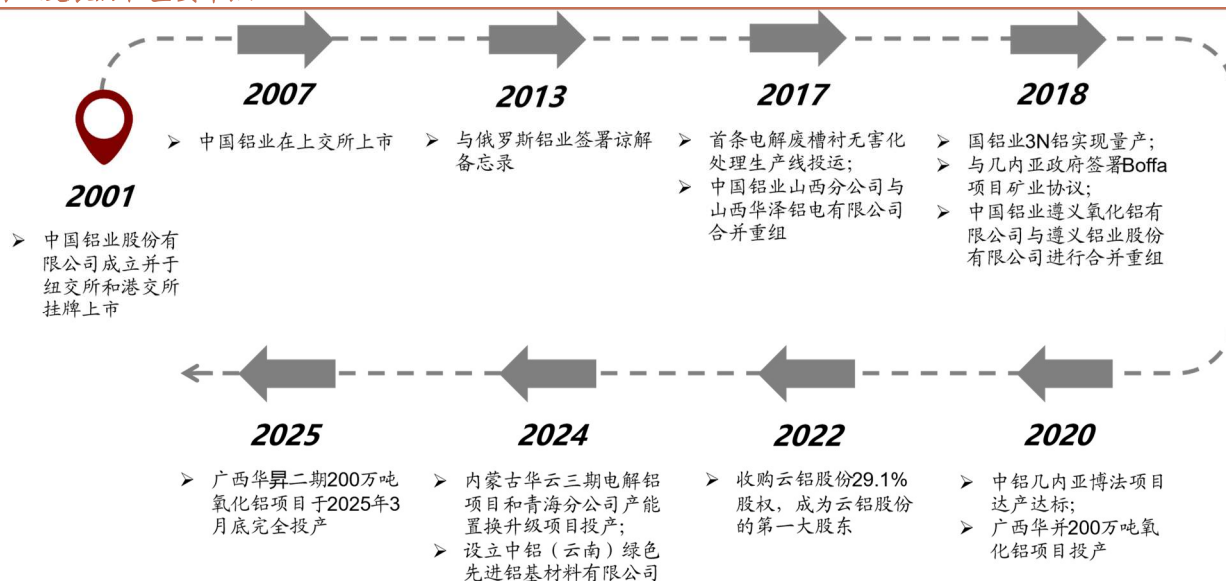 2001
➢ 中国铝业股份有
限公司成立并于
纽交所和港交所
挂牌上市
2007
➢ 中国铝业在上交所上市
2013
➢ 与俄罗斯铝业签署谅解
备忘录
2017
➢ 首条电解废槽衬无害化
处理生产线投运;
➢ 中国铝业山西分公司与
山西华泽铝电有限公司
合并重组
2018
➢ 国铝业3N铝实现量产;
➢ 与几内亚政府签署Boffa
项目矿业协议;
➢ 中国铝业遵义氧化铝有
限公司与遵义铝业股份
有限公司进行合并重组
2020
➢ 中铝几内亚博法项目
达产达标;
➢ 广西华并200万吨氧
化铝项目投产
2022
➢ 收购云铝股份29.1%
股权，成为云铝股份
的第一大股东
2024
➢ 内蒙古华云三期电解铝
项目和青海分公司产能
置换升级项目投产;
➢ 设立中铝（云南）绿色
先进铝基材料有限公司
2025
➢ 广西华昇二期200万吨
氧化铝项目于2025年3
月底完全投产